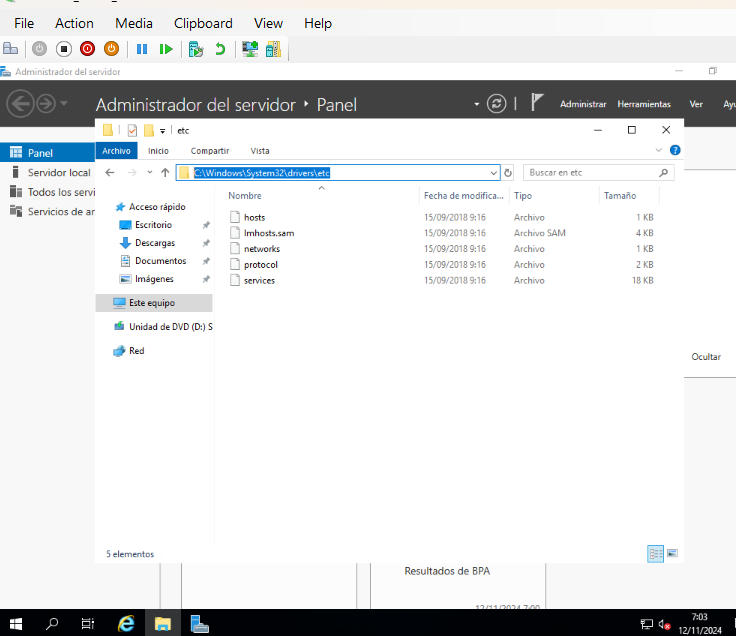 File Action Media Clipboard View Help
Administrador del servidor
Administrador del servidor Panel
Administrar Herramientas Ver
etc
Archivo Inicio Compartir Vista
C:\Windows\System32\drivers\etc
Buscar en etc
Panel
Servidor local
Todos los servi
Servicios de ar
Acceso rápido
Escritorio
Descargas
Documentos
Imágenes
Este equipo
Unidad de DVD (D:) S
Red
Nombre Fecha de modifica... Tipo Tamaño
hosts 15/09/2018 9:16 Archivo 1 KB
lmhosts.sam 15/09/2018 9:16 Archivo SAM 4 KB
networks 15/09/2018 9:16 Archivo 1 KB
protocol 15/09/2018 9:16 Archivo 2 KB
services 15/09/2018 9:16 Archivo 18 KB
Ocultar
5 elementos
Resultados de BPA
12/11/2024 7:00
7:03
12/11/2024